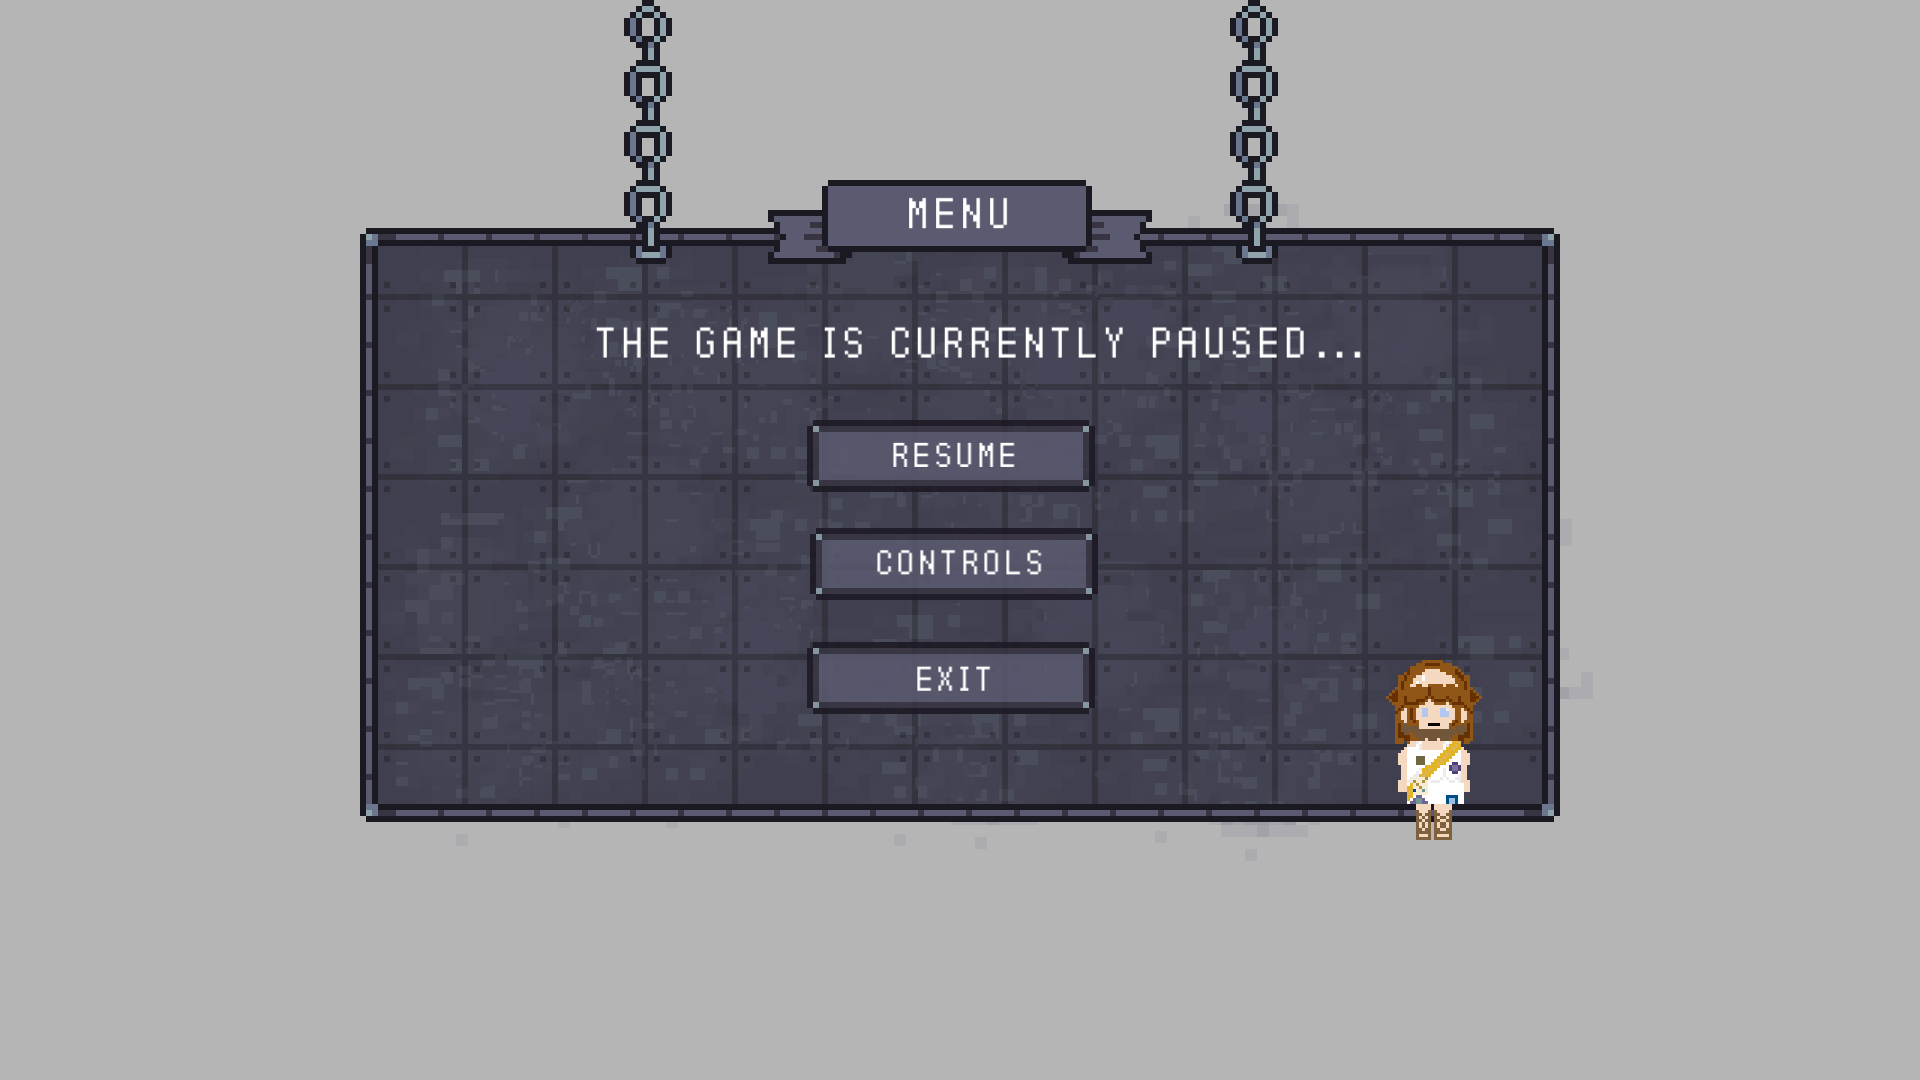 MENU
THE GAME IS CURRENTLY PAUSED...
RESUME
CONTROLS
EXIT